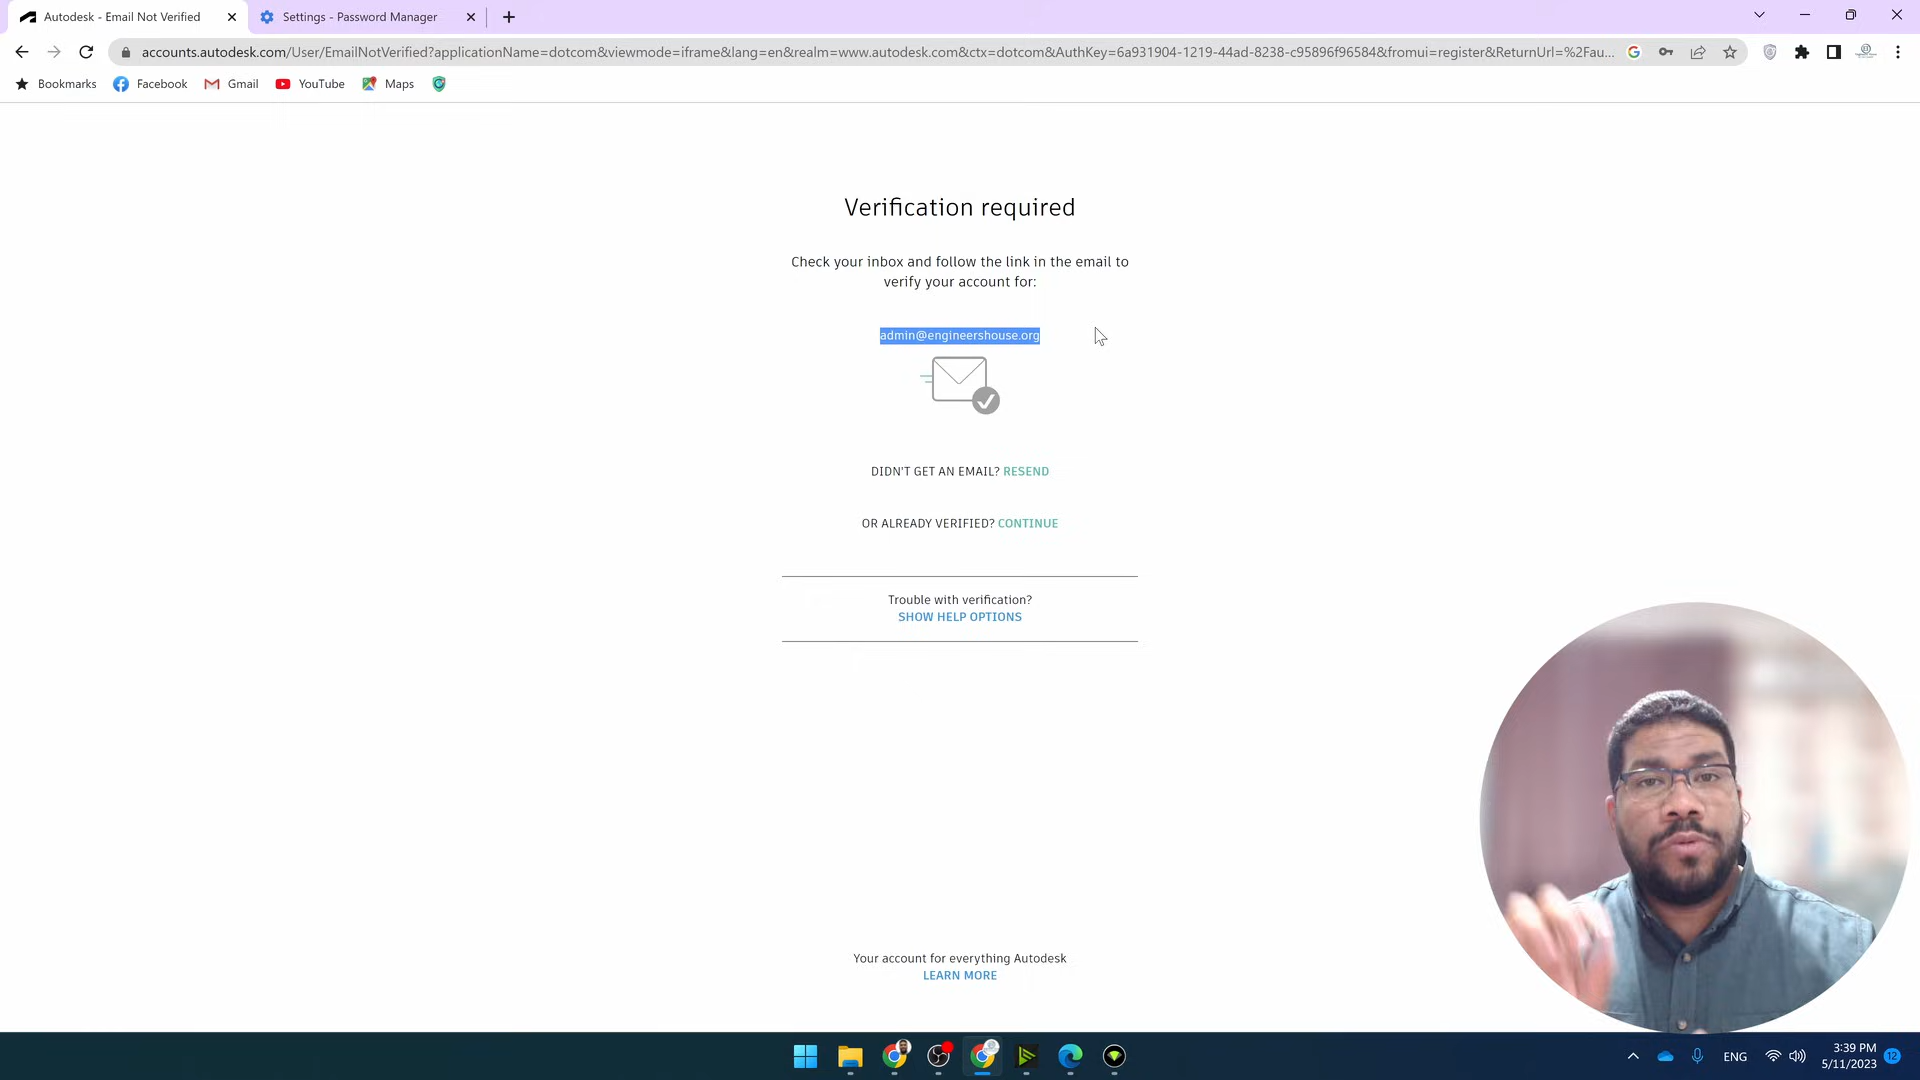 Autodesk - Email Not Verified
Settings - Password Manager
accounts.autodesk.com/User/EmailNotVerified?applicationName=dotcom&viewmode=iframe&lang=en&realm=www.autodesk.com&ctx=dotcom&AuthKey=6a931904-1219-44ad-8238-c95896f96584&fromui=register&ReturnUrl=%2Fau...
Bookmarks
Facebook
Gmail
YouTube
Maps
Verification required
Check your inbox and follow the link in the email to
verify your account for:
admin@engineershouse.org
DIDN'T GET AN EMAIL? RESEND
OR ALREADY VERIFIED? CONTINUE
Trouble with verification?
SHOW HELP OPTIONS
Your account for everything Autodesk
LEARN MORE
ENG
3:39 PM
5/11/2023
12